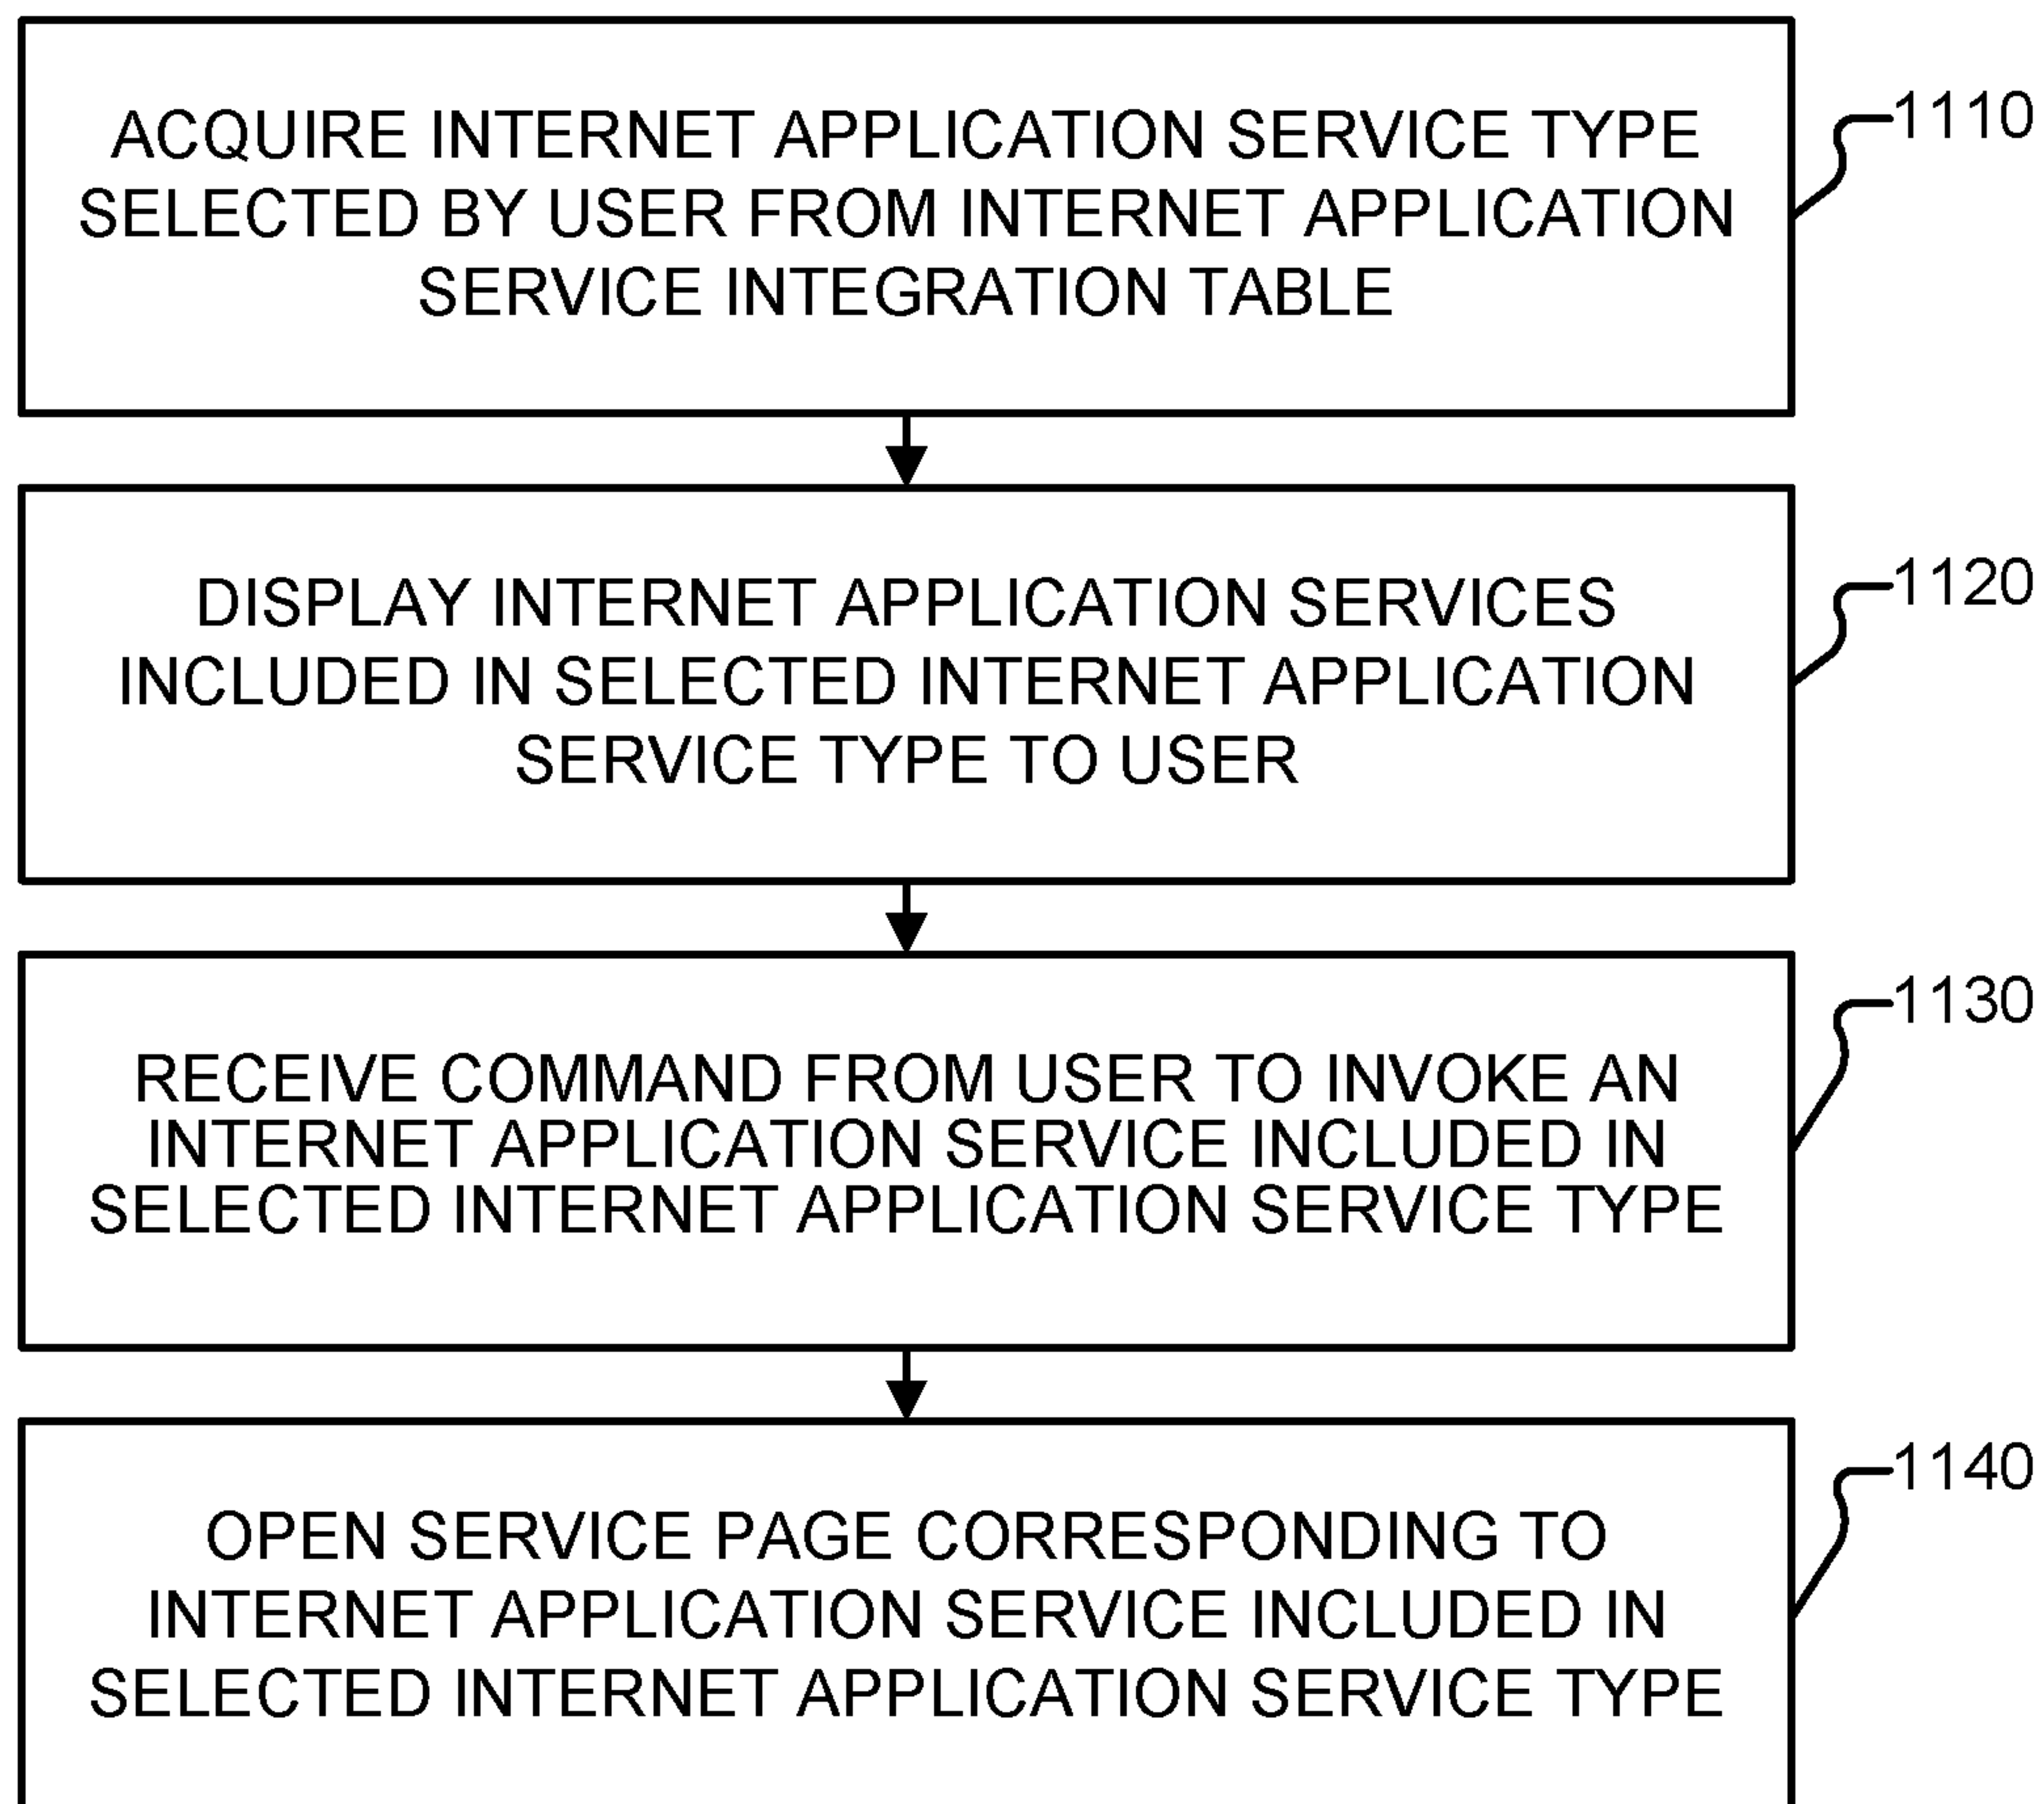 ACQUIRE INTERNET APPLICATION SERVICE TYPE
SELECTED BY USER FROM INTERNET APPLICATION
SERVICE INTEGRATION TABLE
1110
DISPLAY INTERNET APPLICATION SERVICES
INCLUDED IN SELECTED INTERNET APPLICATION
SERVICE TYPE TO USER
1120
RECEIVE COMMAND FROM USER TO INVOKE AN
INTERNET APPLICATION SERVICE INCLUDED IN
SELECTED INTERNET APPLICATION SERVICE TYPE
1130
OPEN SERVICE PAGE CORRESPONDING TO
INTERNET APPLICATION SERVICE INCLUDED IN
SELECTED INTERNET APPLICATION SERVICE TYPE
1140